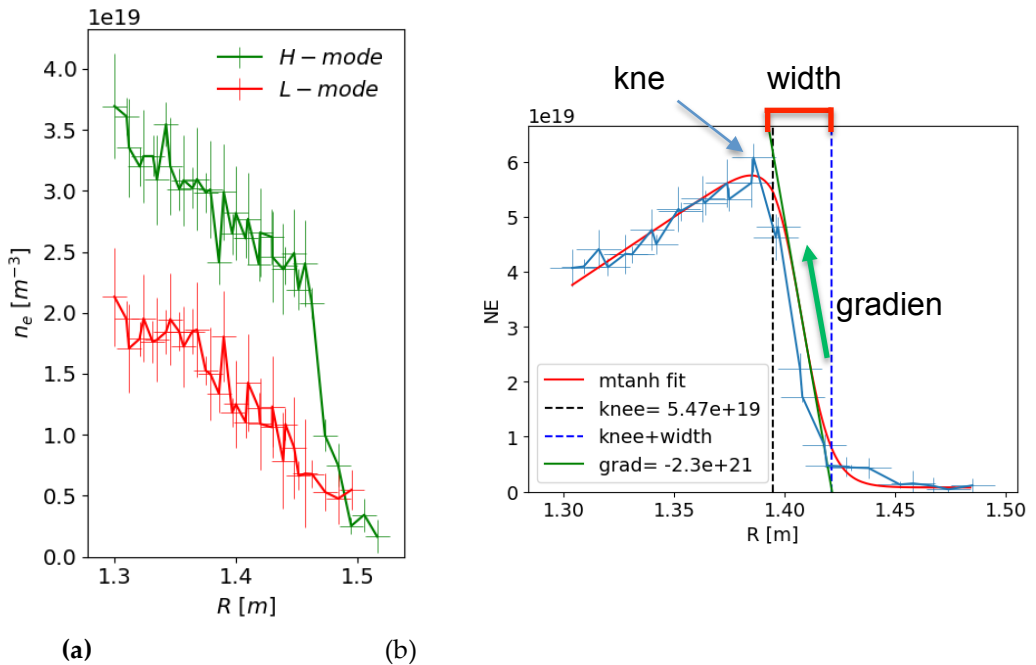 1e19
4.0
3.5
3.0
2.5
2.0
1.5
1.0
0.5
0.0
n_e [m^{-3}]
H − mode
L − mode
1.3 1.4 1.5
R [m]
(a)
kne width
1e19
6
5
4
3
2
1
0
NE
gradien
mtanh fit
knee= 5.47e+19
knee+width
grad= -2.3e+21
1.30 1.35 1.40 1.45 1.50
R [m]
(b)